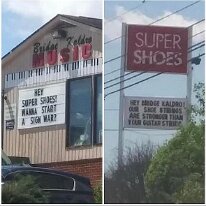 Bridge Kaldro
MUSIC
HEY
SUPER SHOES!
WANNA START
A SIGN WAR?
SUPER
SHOES
HEY BRIDGE KALDRO!
OUR SHOE STRINGS
ARE STRONGER THAN
YOUR GUITAR STRINGS